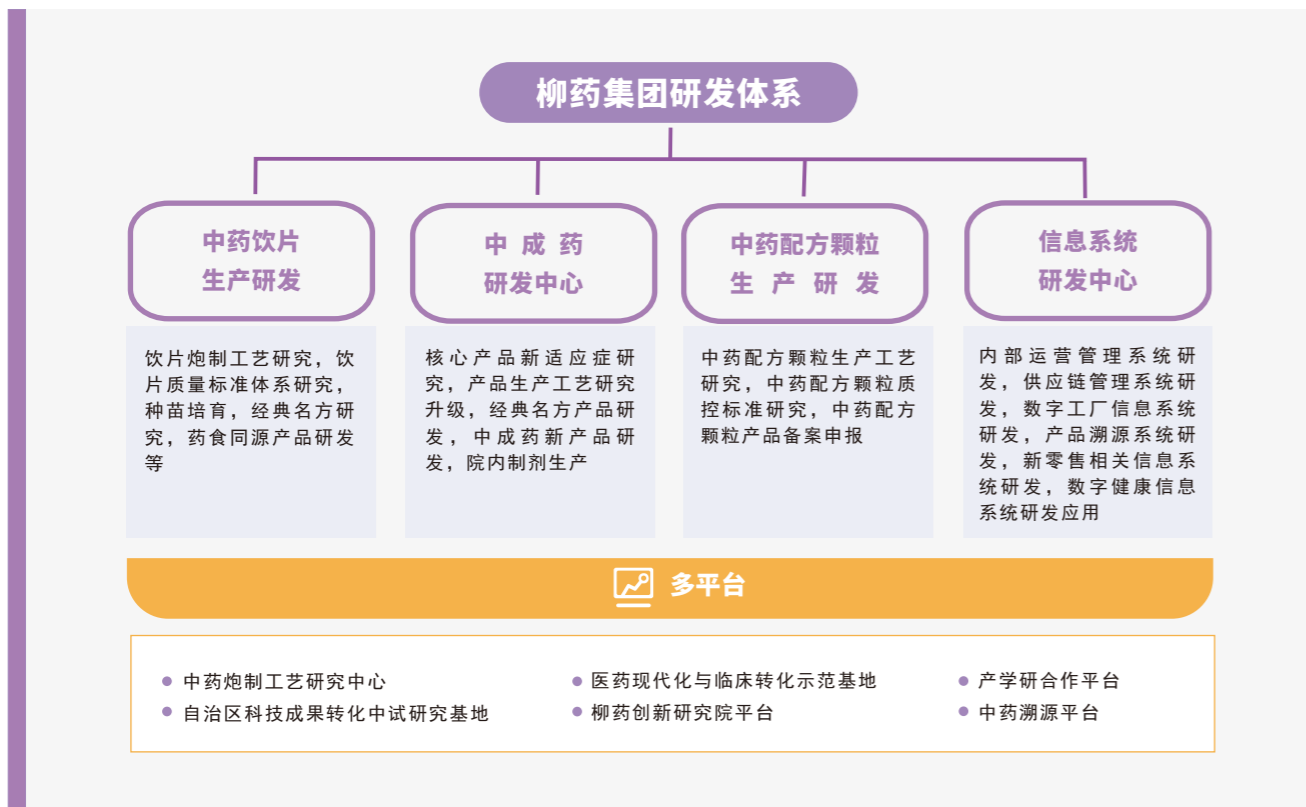 柳药集团研发体系
中药饮片
生产研发
饮片炮制工艺研究，饮
片质量标准体系研究，
种苗培育，经典名方研
究，药食同源产品研发
等
中成药
研发中心
核心产品新适应症研
究，产品生产工艺研究
升级，经典名方产品研
发，中成药新产品研
发，院内制剂生产
中药配方颗粒
生产研发
中药配方颗粒生产工艺
研究，中药配方颗粒质
控标准研究，中药配方
颗粒产品备案申报
信息系统
研发中心
内部运营管理系统研
发，供应链管理系统研
发，数字工厂信息系统
研发，产品溯源系统研
发，新零售相关信息系
统研发，数字健康信息
系统研发应用
多平台
中药炮制工艺研究中心
自治区科技成果转化中试研究基地
医药现代化与临床转化示范基地
柳药创新研究院平台
产学研合作平台
中药溯源平台